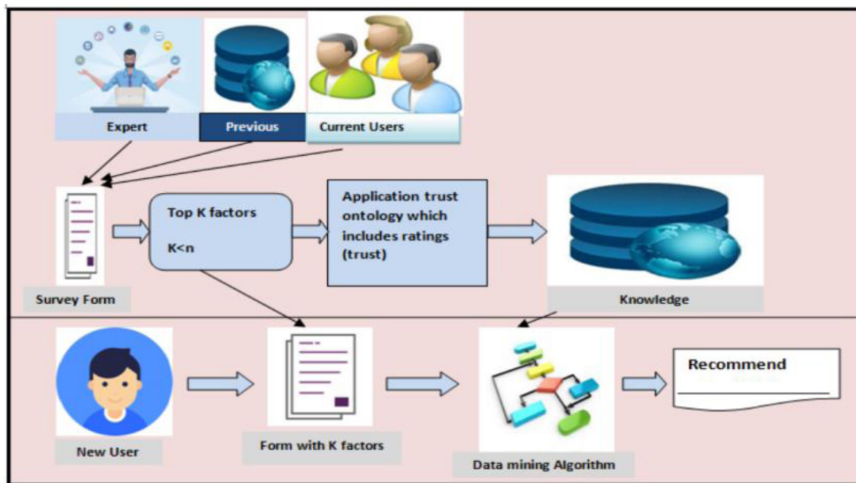 Expert
Previous
Current Users
Top K factors
K<n
Application trust
ontology which
includes ratings
(trust)
Survey Form
Knowledge
Recommend
New User
Form with K factors
Data mining Algorithm